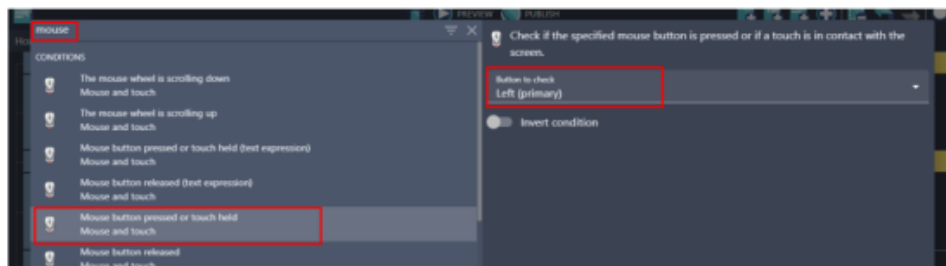 PREVIEW PUBLISH
mouse
CONDITIONS
The mouse wheel is scrolling down
Mouse and touch
The mouse wheel is scrolling up
Mouse and touch
Mouse button pressed or touch held (text expression)
Mouse and touch
Mouse button released (text expression)
Mouse and touch
Mouse button pressed or touch held
Mouse and touch
Mouse button released
Mouse and touch
Check if the specified mouse button is pressed or if a touch is in contact with the
screen.
Button to check
Left (primary)
Invert condition